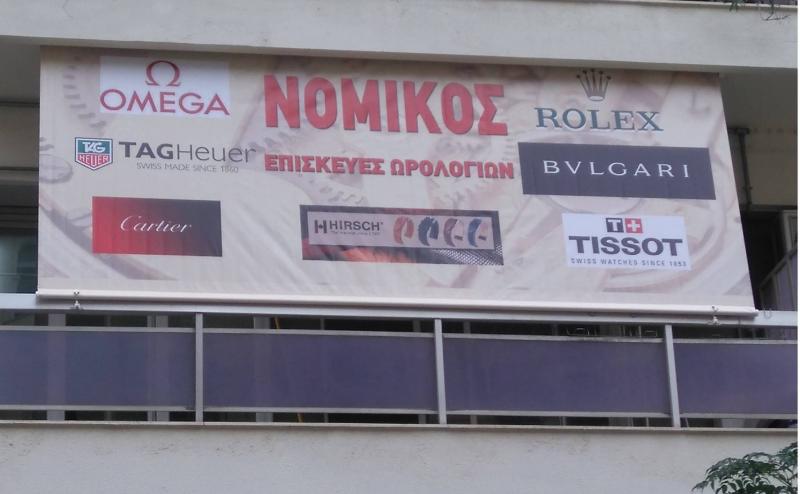 Ω
OMEGA
ΝΟΜΙΚΟΣ
ROLEX
TAG
HEUER
TAGHeuer
SWISS MADE SINCE 1860
ΕΠΙΣΚΕΥΕΣ ΩΡΟΛΟΓΙΩΝ
BVLGARI
Cartier
H HIRSCH
T+
TISSOT
SWISS WATCHES SINCE 1853